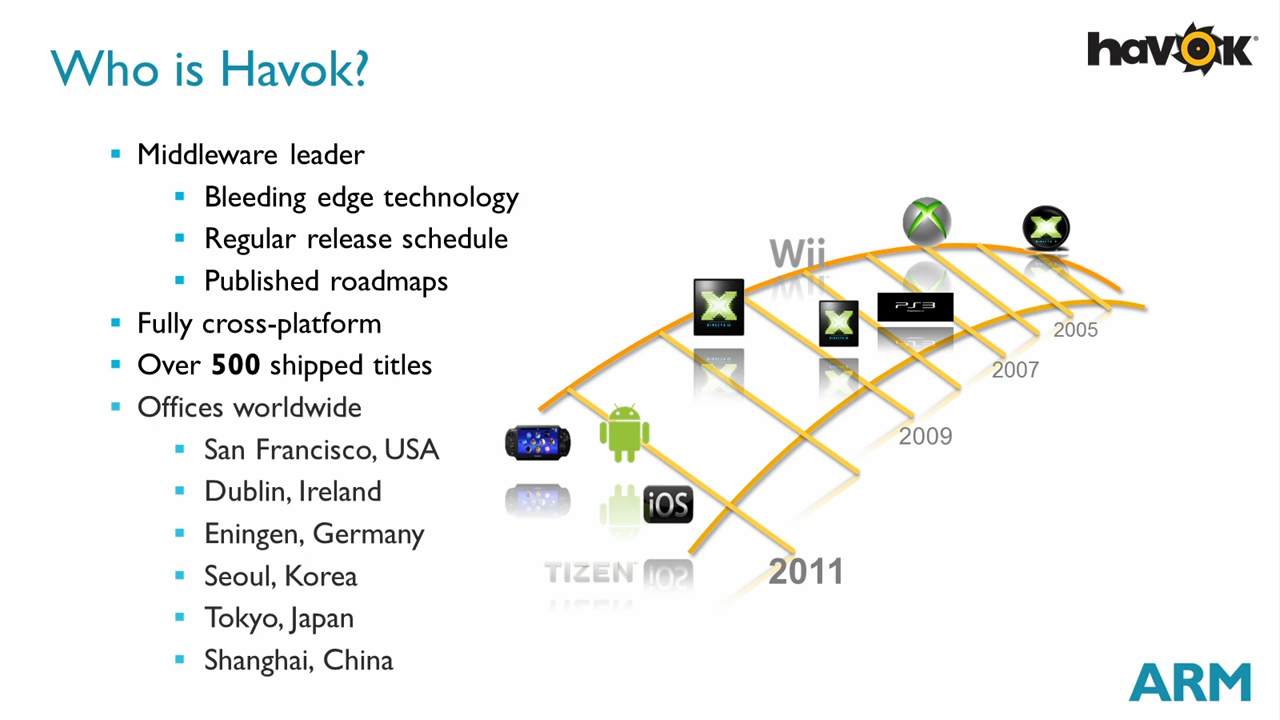 Who is Havok?
havok
Middleware leader
Bleeding edge technology
Regular release schedule
Published roadmaps
Fully cross-platform
Over 500 shipped titles
Offices worldwide
San Francisco, USA
Dublin, Ireland
Eningen, Germany
Seoul, Korea
Tokyo, Japan
Shanghai, China
Wii
PS3
2005
2007
2009
iOS
TIZEN
2011
ARM